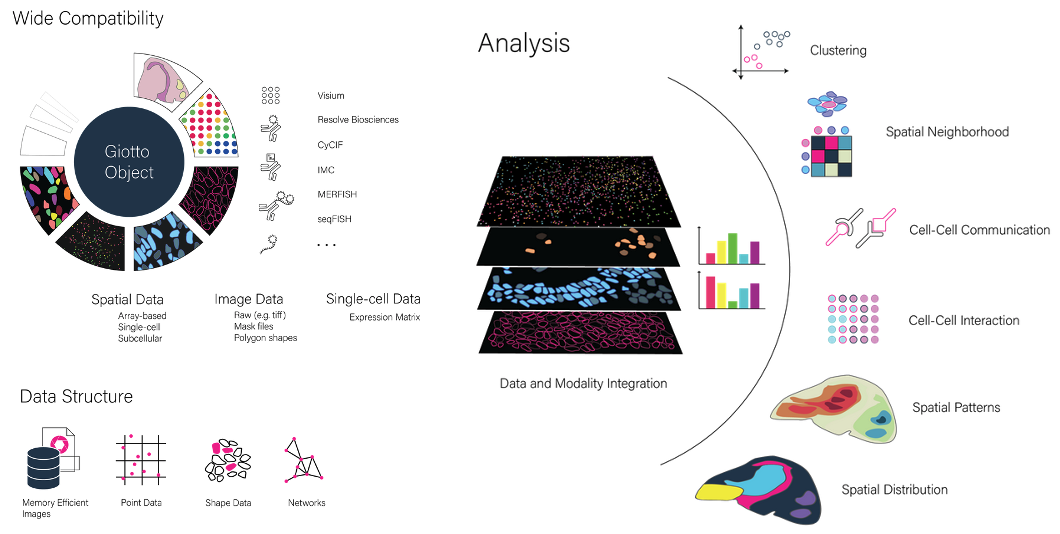 Wide Compatibility
Giotto
Object
Visium
Resolve Biosciences
CyCIF
IMC
MERFISH
seqFISH
. . .
Spatial Data
Array-based
Single-cell
Subcellular
Image Data
Raw (e.g. tiff)
Mask files
Polygon shapes
Single-cell Data
Expression Matrix
Data Structure
Memory Efficient
Images
Point Data
Shape Data
Networks
Analysis
Data and Modality Integration
Clustering
Spatial Neighborhood
Cell-Cell Communication
Cell-Cell Interaction
Spatial Patterns
Spatial Distribution